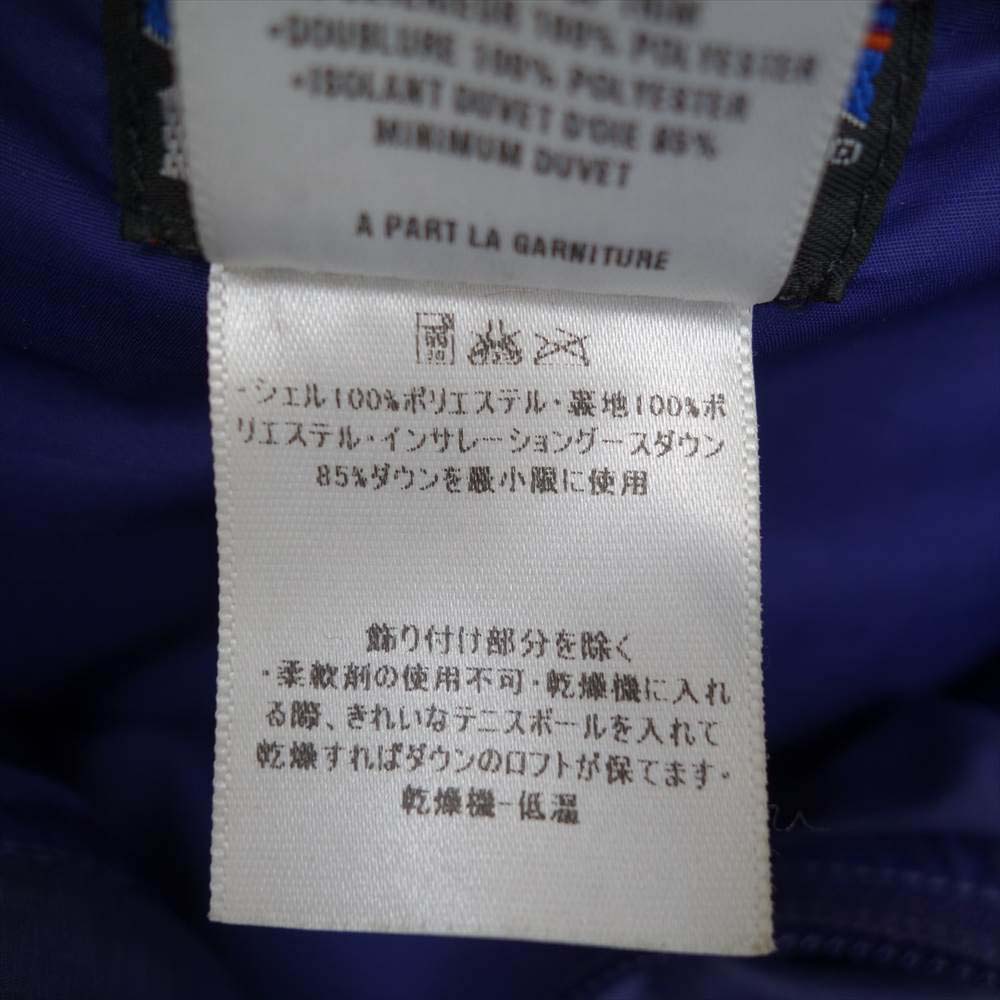 100% POLYESTER
•DOUBLURE 100% POLYESTER
•ISOLANT DUVET D'OIE 85%
MINIMUM DUVET
A PART LA GARNITURE
・シェル100%ポリエステル・裏地100%ポ
リエステル・インサレーショングースダウン
85%ダウンを最小限に使用
飾り付け部分を除く
・柔軟剤の使用不可・乾燥機に入れ
る際、きれいなテニスボールを入れて
乾燥すればダウンのロフトが保てます・
乾燥機-低温